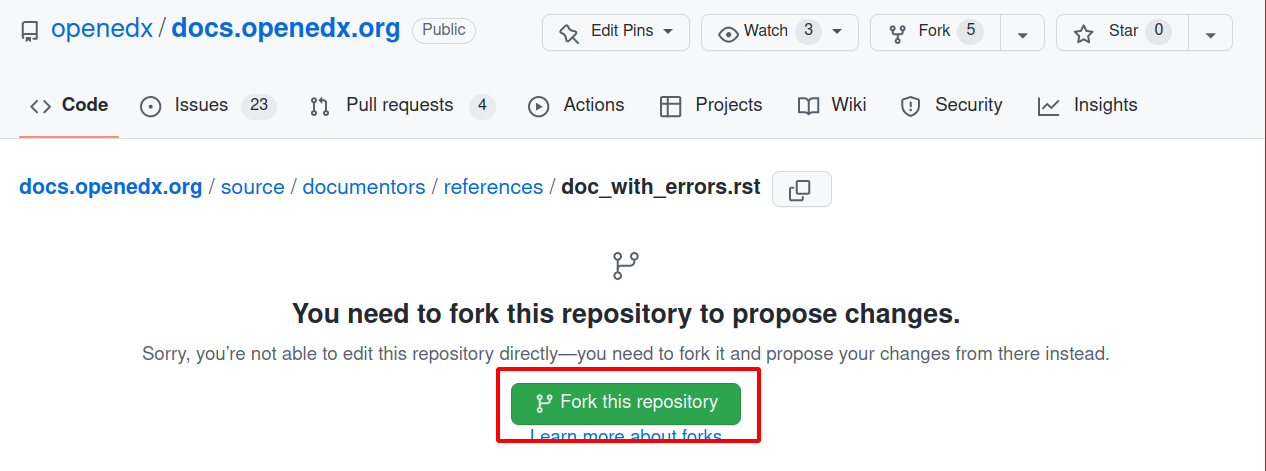 openedx / docs.openedx.org Public Edit Pins Watch 3 Fork 5 Star 0
Code Issues 23 Pull requests 4 Actions Projects Wiki Security Insights
docs.openedx.org / source / documentors / references / doc_with_errors.rst
You need to fork this repository to propose changes.
Sorry, you’re not able to edit this repository directly—you need to fork it and propose your changes from there instead.
Fork this repository
Learn more about forks